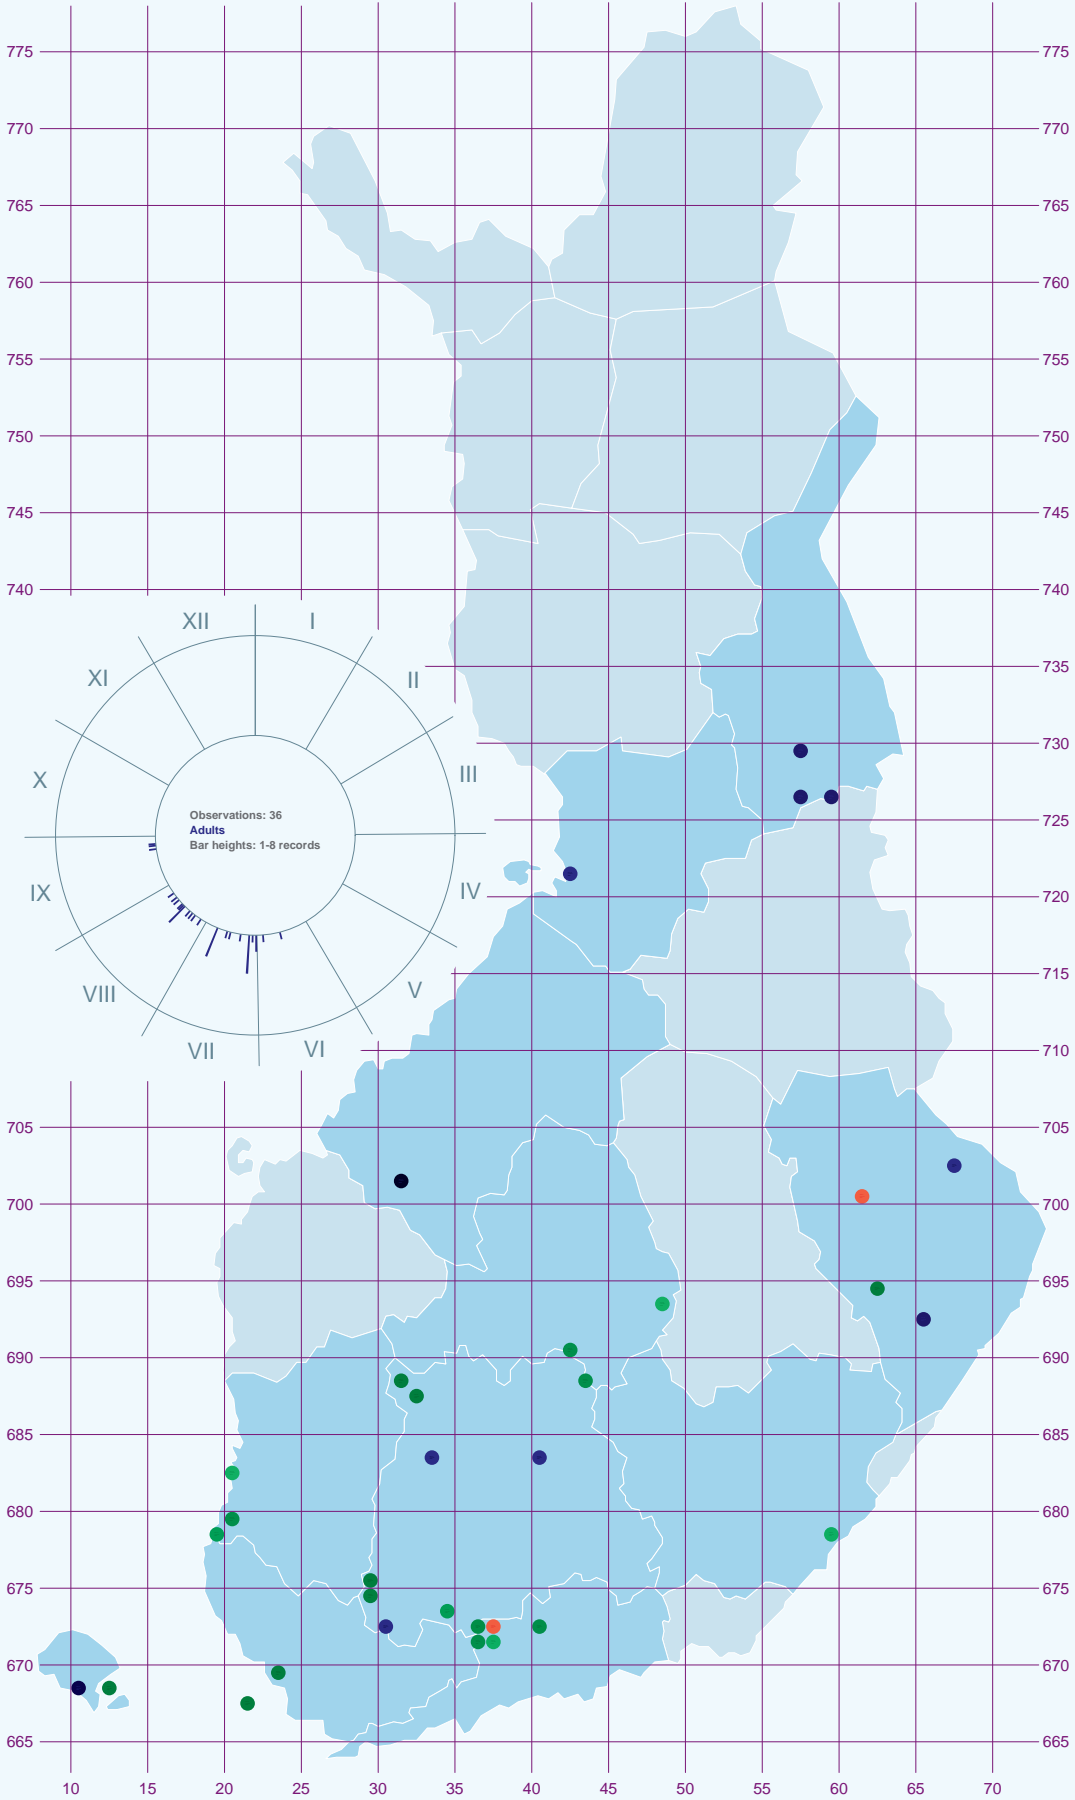 775 775
770 770
765 765
760 760
755 755
750 750
745 745
740 740
XII I
XI II
735
730
X III
Observations: 36
Adults
Bar heights: 1-8 records
725
IX IV
720
VIII V
715
VII VI
710
705 705
700 700
695 695
690 690
685 685
680 680
675 675
670 670
665 665
10 15 20 25 30 35 40 45 50 55 60 65 70